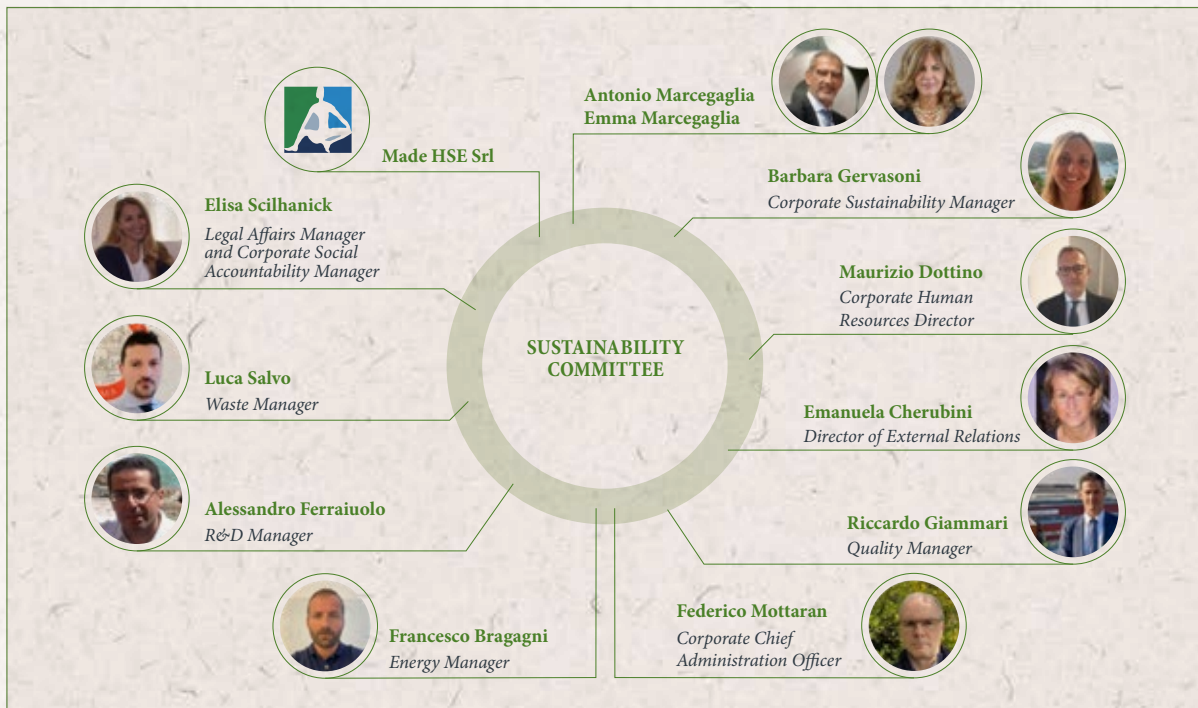 Antonio Marcegaglia
Emma Marcegaglia
Made HSE Srl
Barbara Gervasoni
Corporate Sustainability Manager
Elisa Scilhanick
Legal Affairs Manager
and Corporate Social
Accountability Manager
Maurizio Dottino
Corporate Human
Resources Director
SUSTAINABILITY
COMMITTEE
Luca Salvo
Waste Manager
Emanuela Cherubini
Director of External Relations
Alessandro Ferraiuolo
R&D Manager
Riccardo Giammari
Quality Manager
Francesco Bragagni
Energy Manager
Federico Mottaran
Corporate Chief
Administration Officer